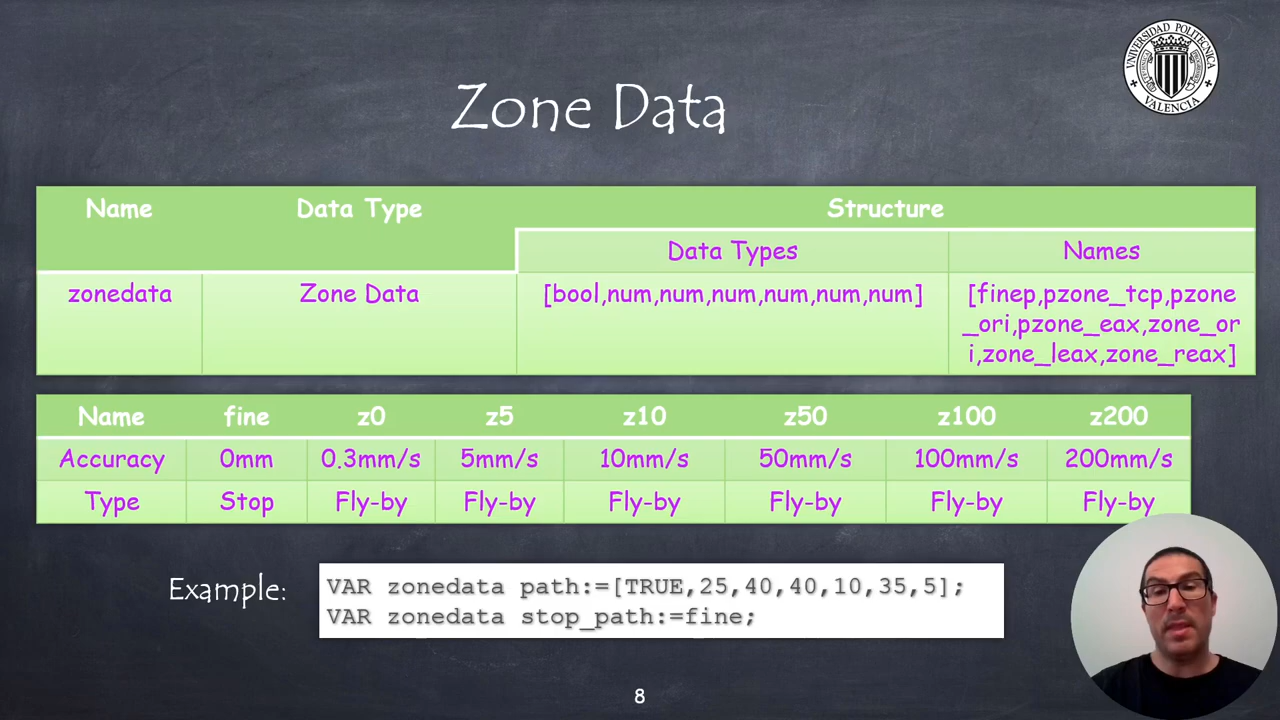 UNIVERSIDAD POLITECNICA
VALENCIA
Zone Data
Name Data Type Structure
Data Types Names
zonedata Zone Data [bool,num,num,num,num,num,num] [finep,pzone_tcp,pzone
_ori,pzone_eax,zone_or
i,zone_leax,zone_reax]
Name fine z0 z5 z10 z50 z100 z200
Accuracy 0mm 0.3mm/s 5mm/s 10mm/s 50mm/s 100mm/s 200mm/s
Type Stop Fly-by Fly-by Fly-by Fly-by Fly-by Fly-by
Example: VAR zonedata path:=[TRUE,25,40,40,10,35,5];
VAR zonedata stop_path:=fine;
8